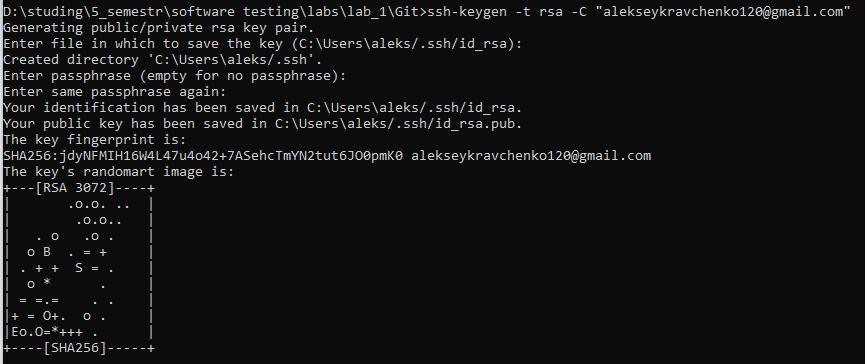 D:\studing\5_semestr\software testing\labs\lab_1\Git>ssh-keygen -t rsa -C "alekseykravchenko120@gmail.com"
Generating public/private rsa key pair.
Enter file in which to save the key (C:\Users\aleks/.ssh/id_rsa):
Created directory 'C:\Users\aleks/.ssh'.
Enter passphrase (empty for no passphrase):
Enter same passphrase again:
Your identification has been saved in C:\Users\aleks/.ssh/id_rsa.
Your public key has been saved in C:\Users\aleks/.ssh/id_rsa.pub.
The key fingerprint is:
SHA256:jdyNFMIH16W4L47u4o42+7ASehcTmYN2tut6JO0pmK0 alekseykravchenko120@gmail.com
The key's randomart image is:
+---[RSA 3072]----+
|       .o.o. ..  |
|        .o.o..   |
|   . o   .o .    |
|  o B  . = +     |
| . + +  S = .    |
|  o *      .     |
| = =.=    . .    |
|+ = O+.  o .     |
|Eo.O=*+++ .      |
+----[SHA256]-----+